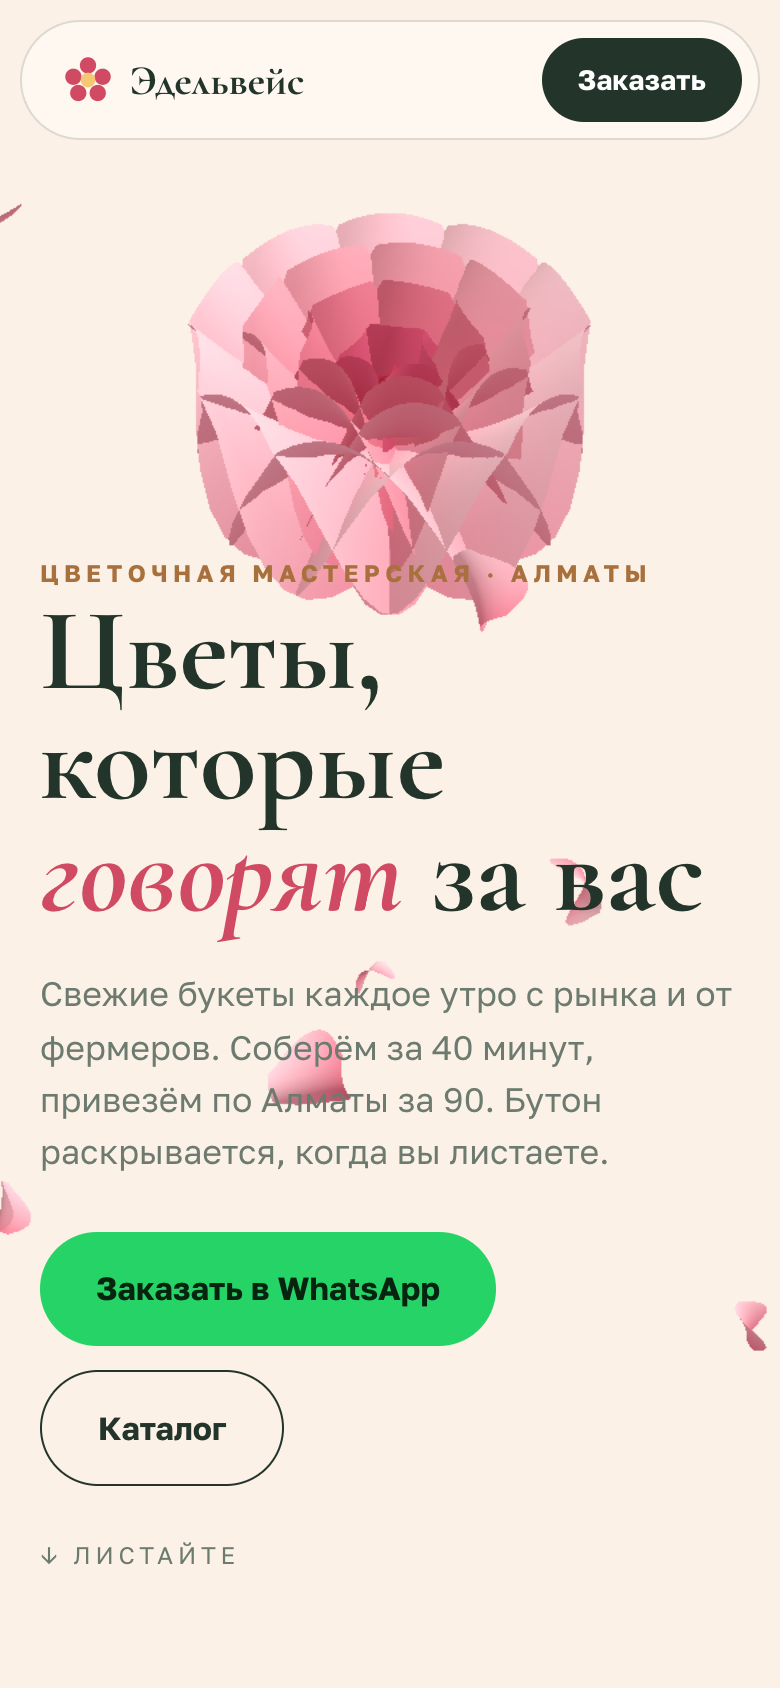 Эдельвейс
Заказать
ЦВЕТОЧНАЯ МАСТЕРСКАЯ · АЛМАТЫ
Цветы,
которые
говорят за вас
Свежие букеты каждое утро с рынка и от
фермеров. Соберём за 40 минут,
привезём по Алматы за 90. Бутон
раскрывается, когда вы листаете.
Заказать в WhatsApp
Каталог
↓ ЛИСТАЙТЕ